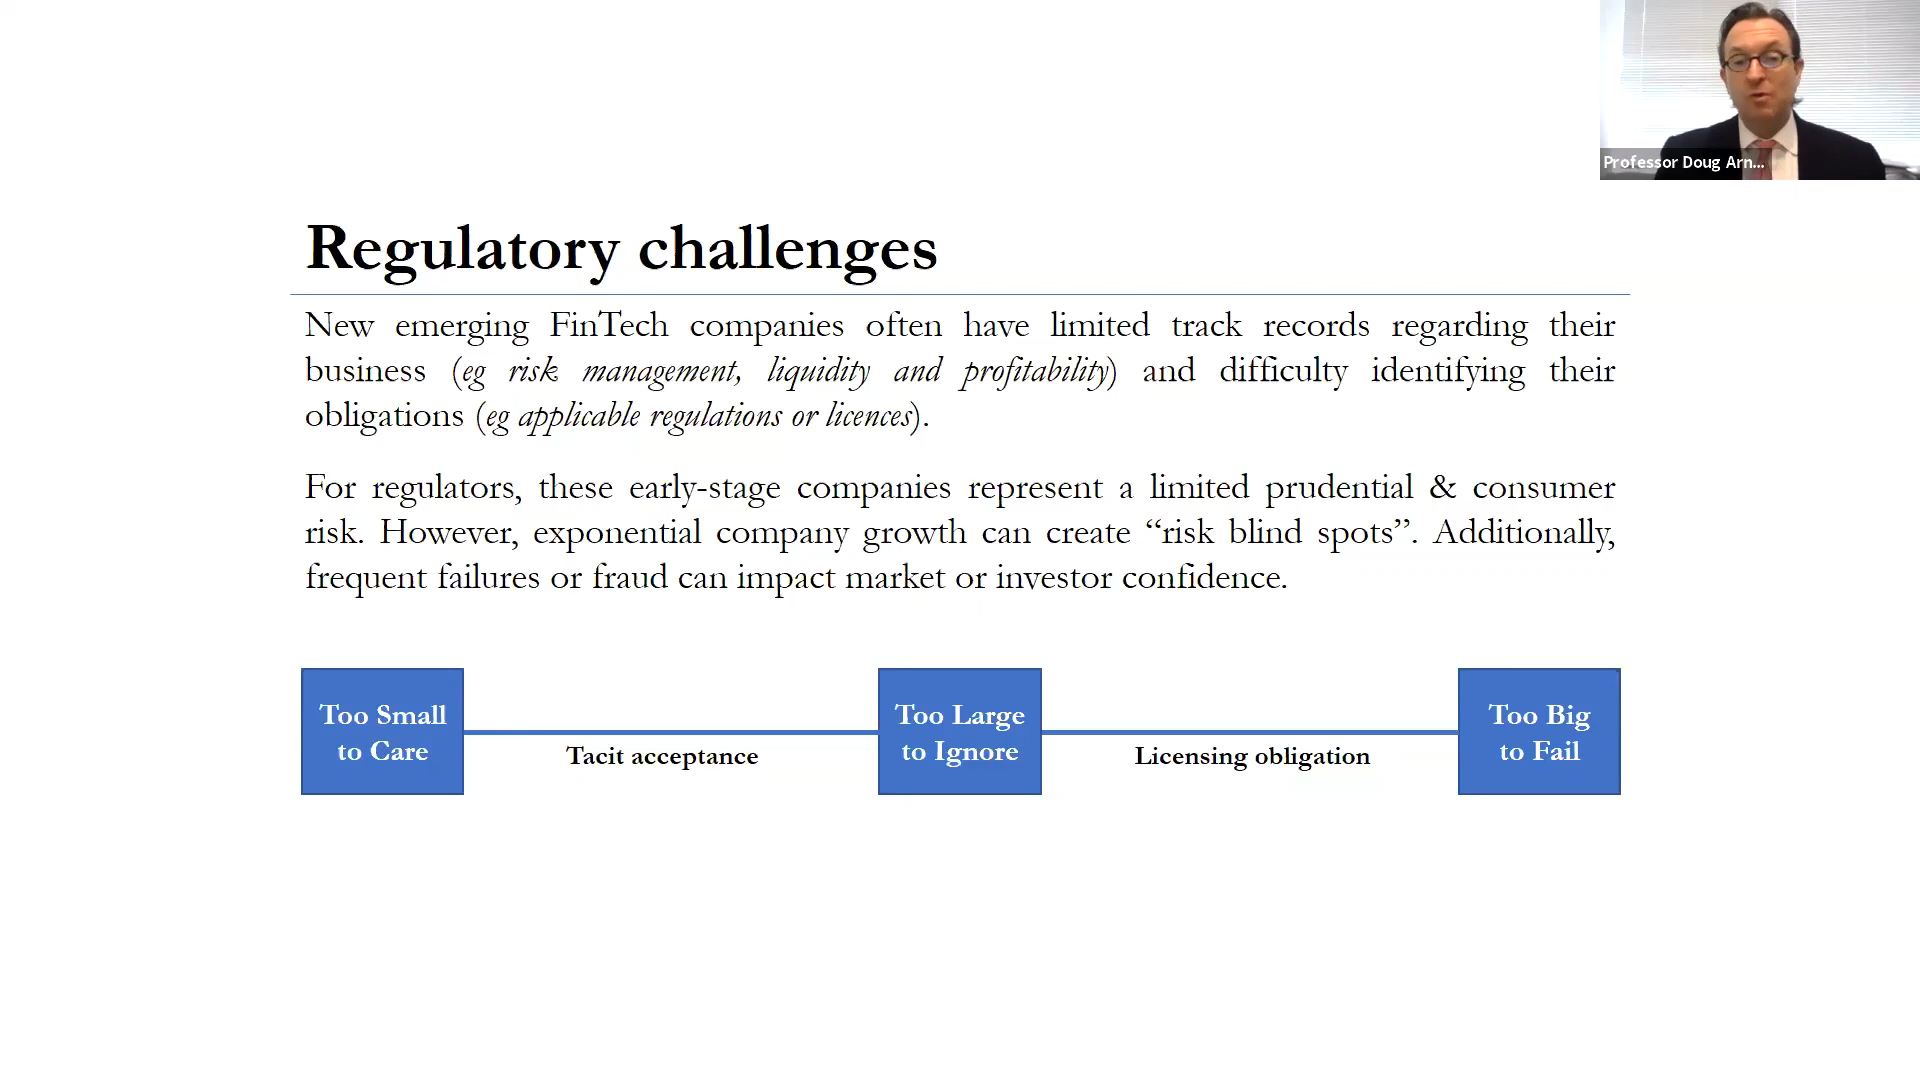 Professor Doug Arn...
Regulatory challenges
New emerging FinTech companies often have limited track records regarding their
business (eg risk management, liquidity and profitability) and difficulty identifying their
obligations (eg applicable regulations or licences).
For regulators, these early-stage companies represent a limited prudential & consumer
risk. However, exponential company growth can create “risk blind spots”. Additionally,
frequent failures or fraud can impact market or investor confidence.
Too Small
to Care
Tacit acceptance
Too Large
to Ignore
Licensing obligation
Too Big
to Fail